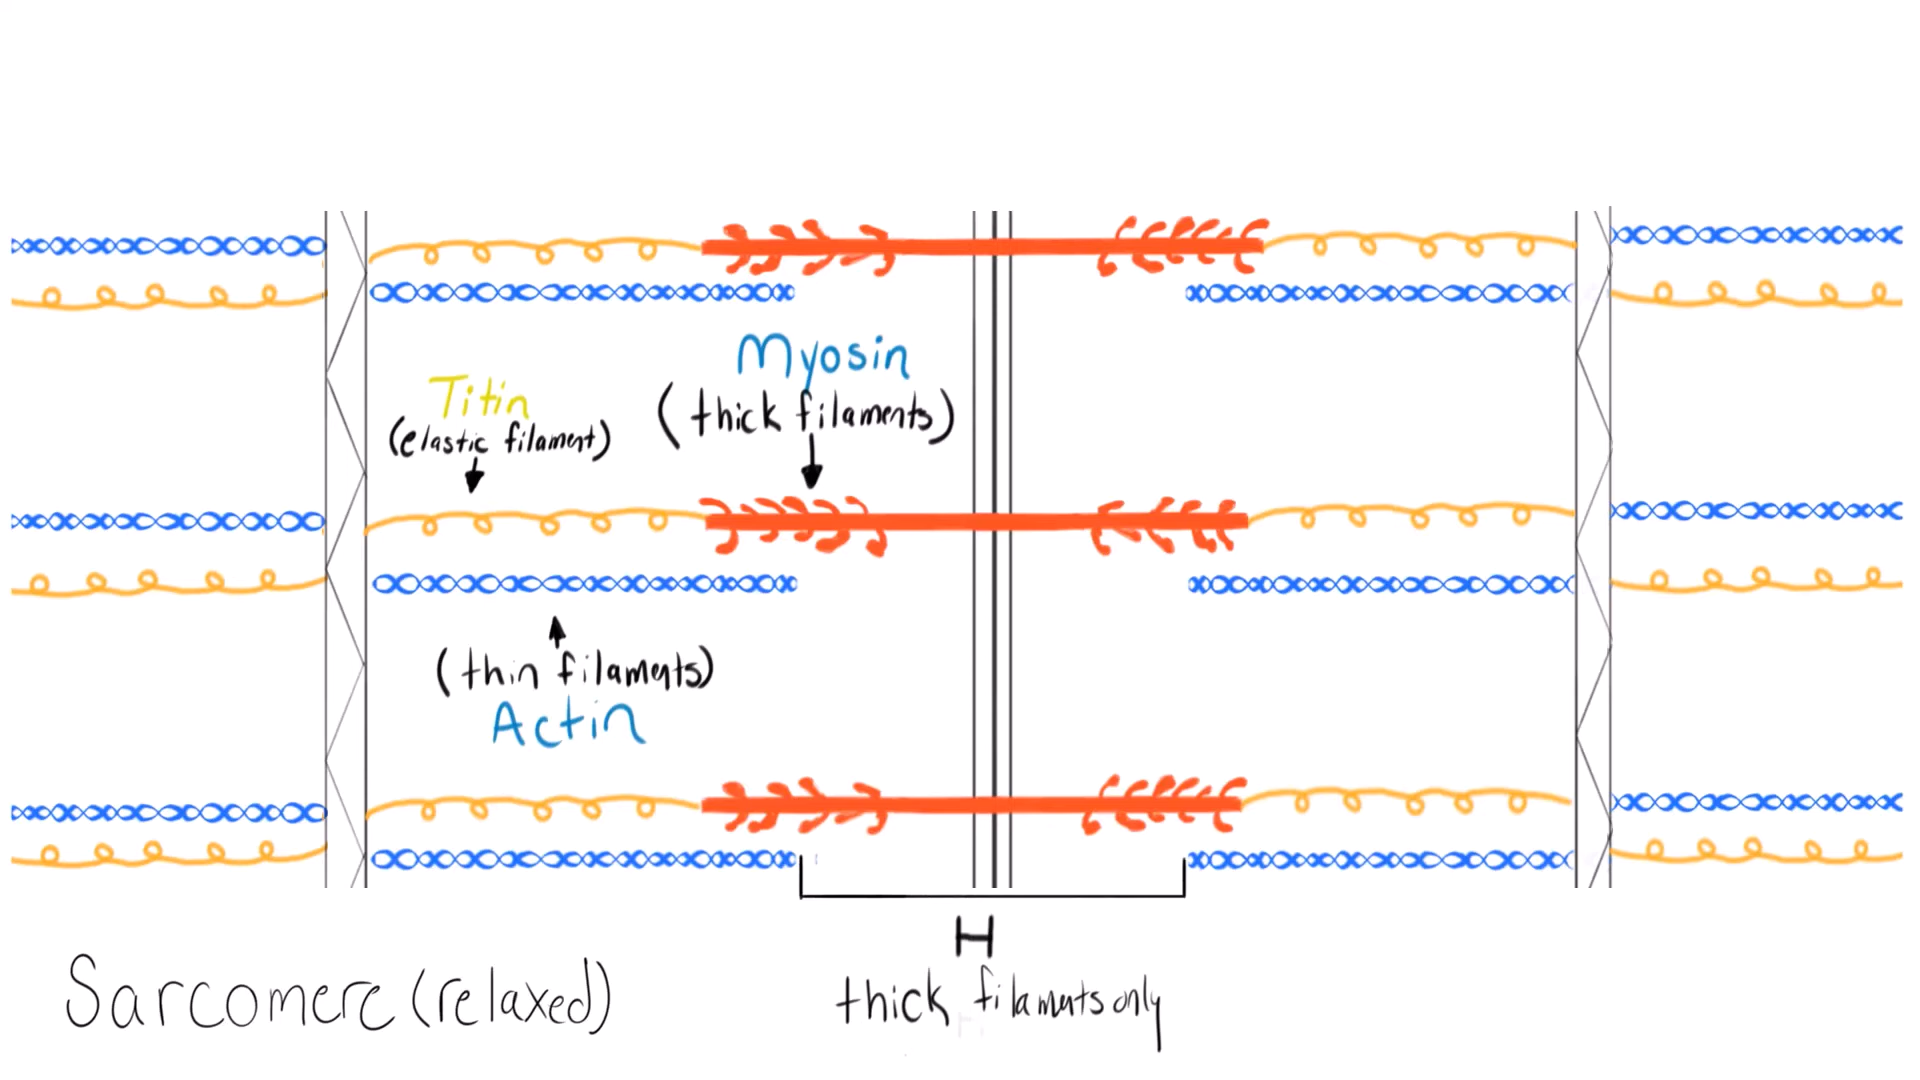 Titin
(elastic filament)
Myosin
(thick filaments)
(thin filaments)
Actin
H
thick filaments only
Sarcomere (relaxed)